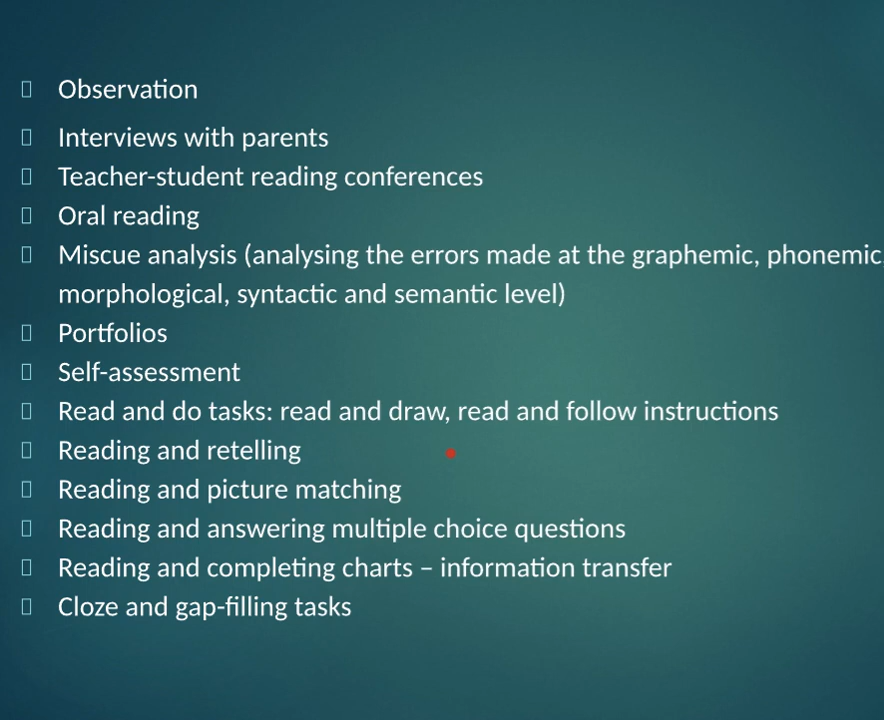 Observation
Interviews with parents
Teacher-student reading conferences
Oral reading
Miscue analysis (analysing the errors made at the graphemic, phonemic,
morphological, syntactic and semantic level)
Portfolios
Self-assessment
Read and do tasks: read and draw, read and follow instructions
Reading and retelling
Reading and picture matching
Reading and answering multiple choice questions
Reading and completing charts – information transfer
Cloze and gap-filling tasks